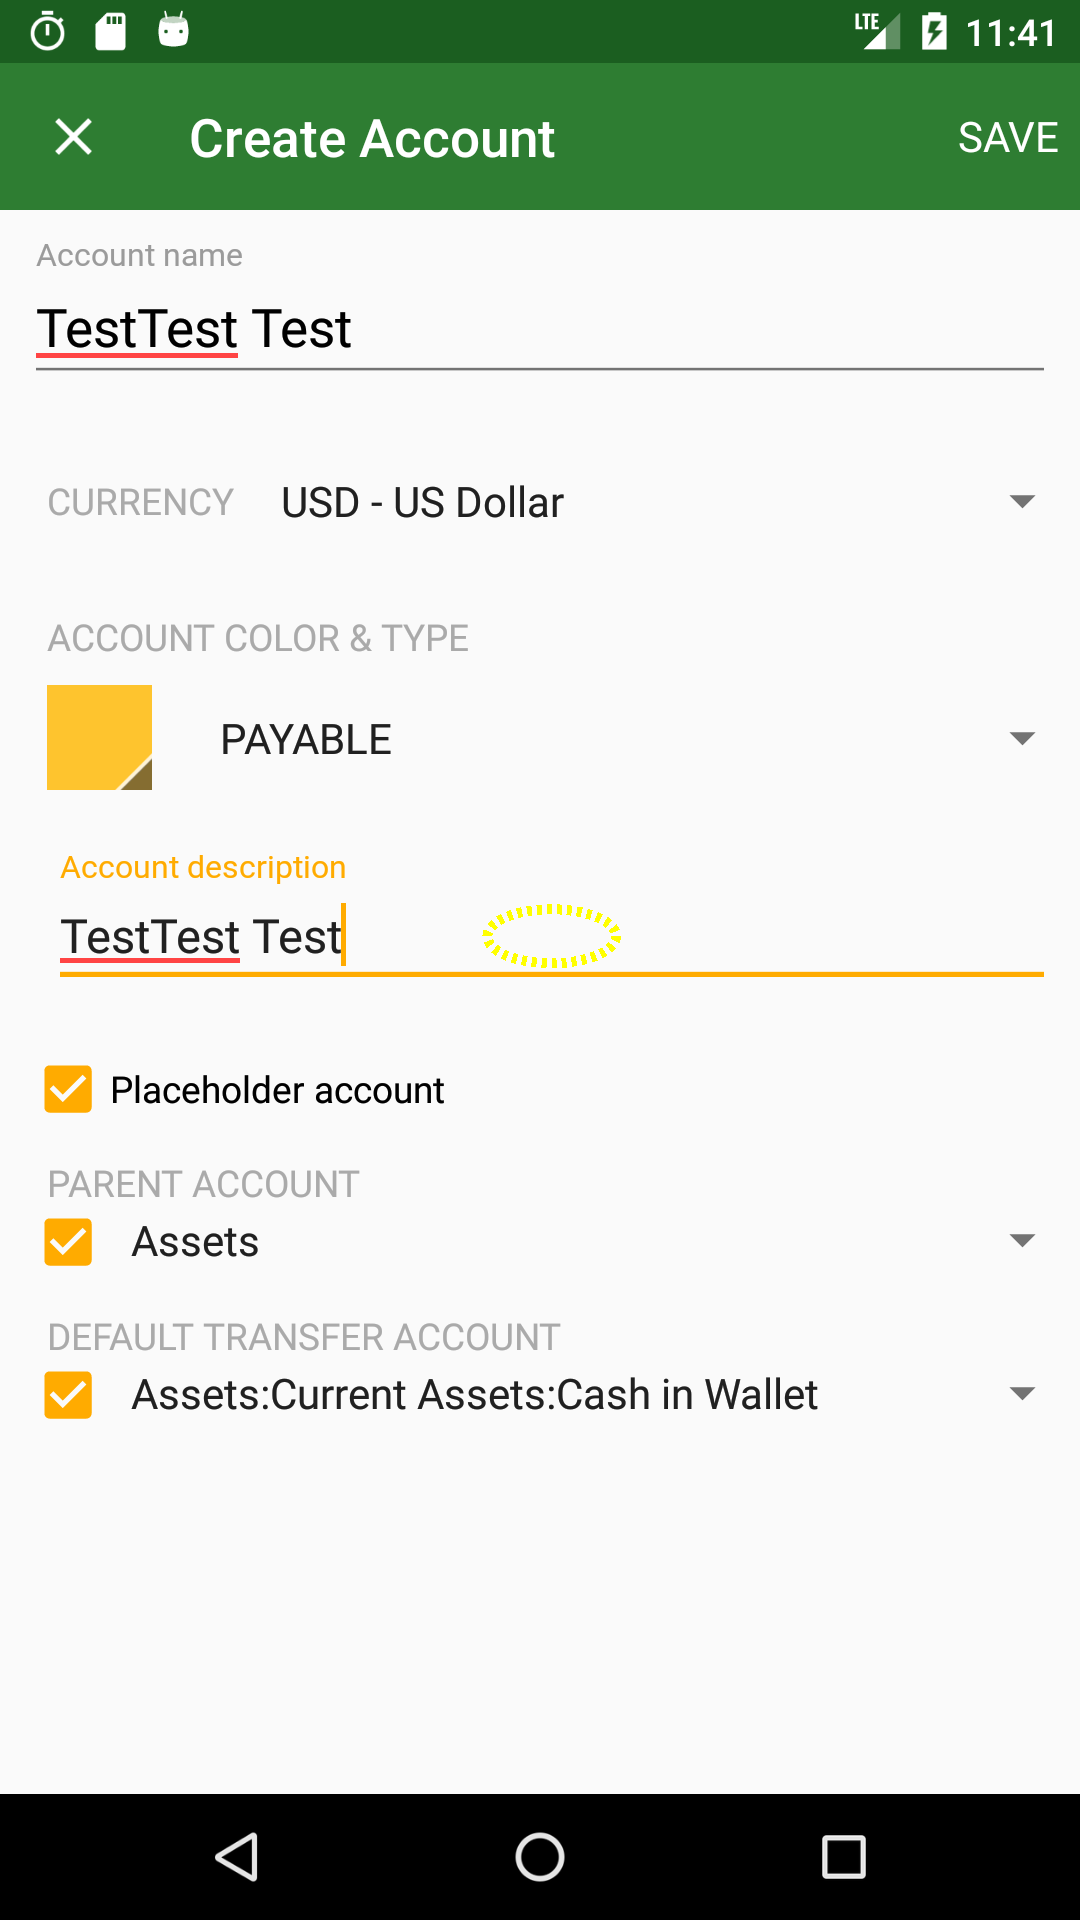 LTE 11:41
Create Account SAVE
Account name
TestTest Test
CURRENCY USD - US Dollar
ACCOUNT COLOR & TYPE
PAYABLE
Account description
TestTest Test
Placeholder account
PARENT ACCOUNT
Assets
DEFAULT TRANSFER ACCOUNT
Assets:Current Assets:Cash in Wallet